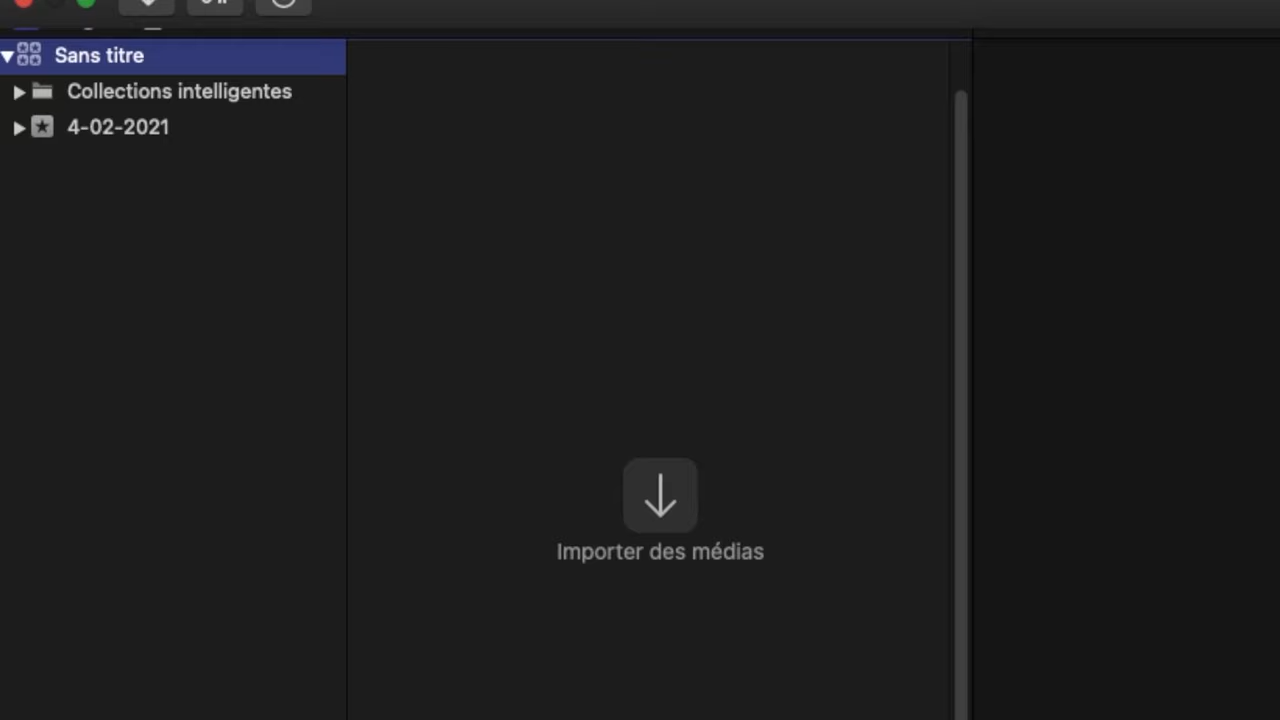 Sans titre
Collections intelligentes
4-02-2021
Importer des médias